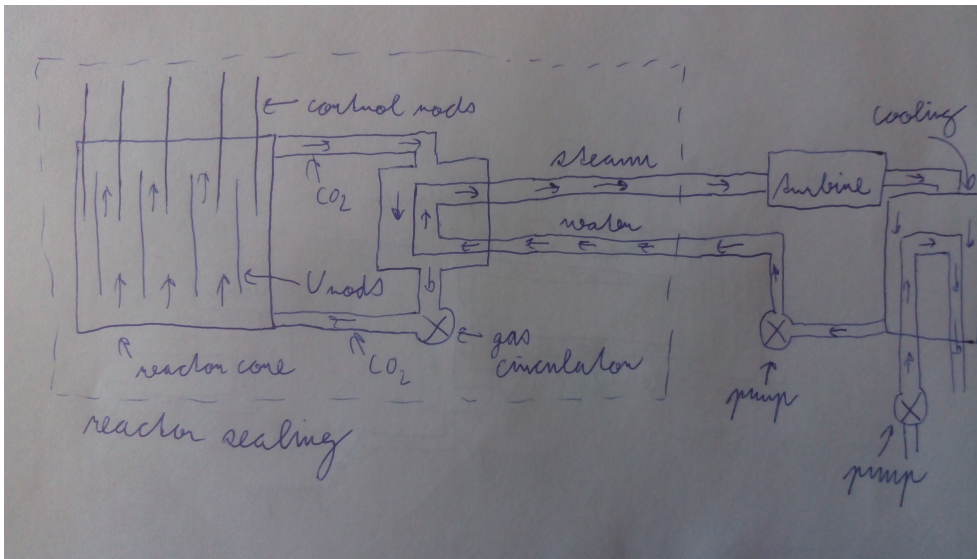 control rods
cooling
CO₂
steam
turbine
water
U rods
gas
circulator
reactor core
CO₂
pump
reactor sealing
pump